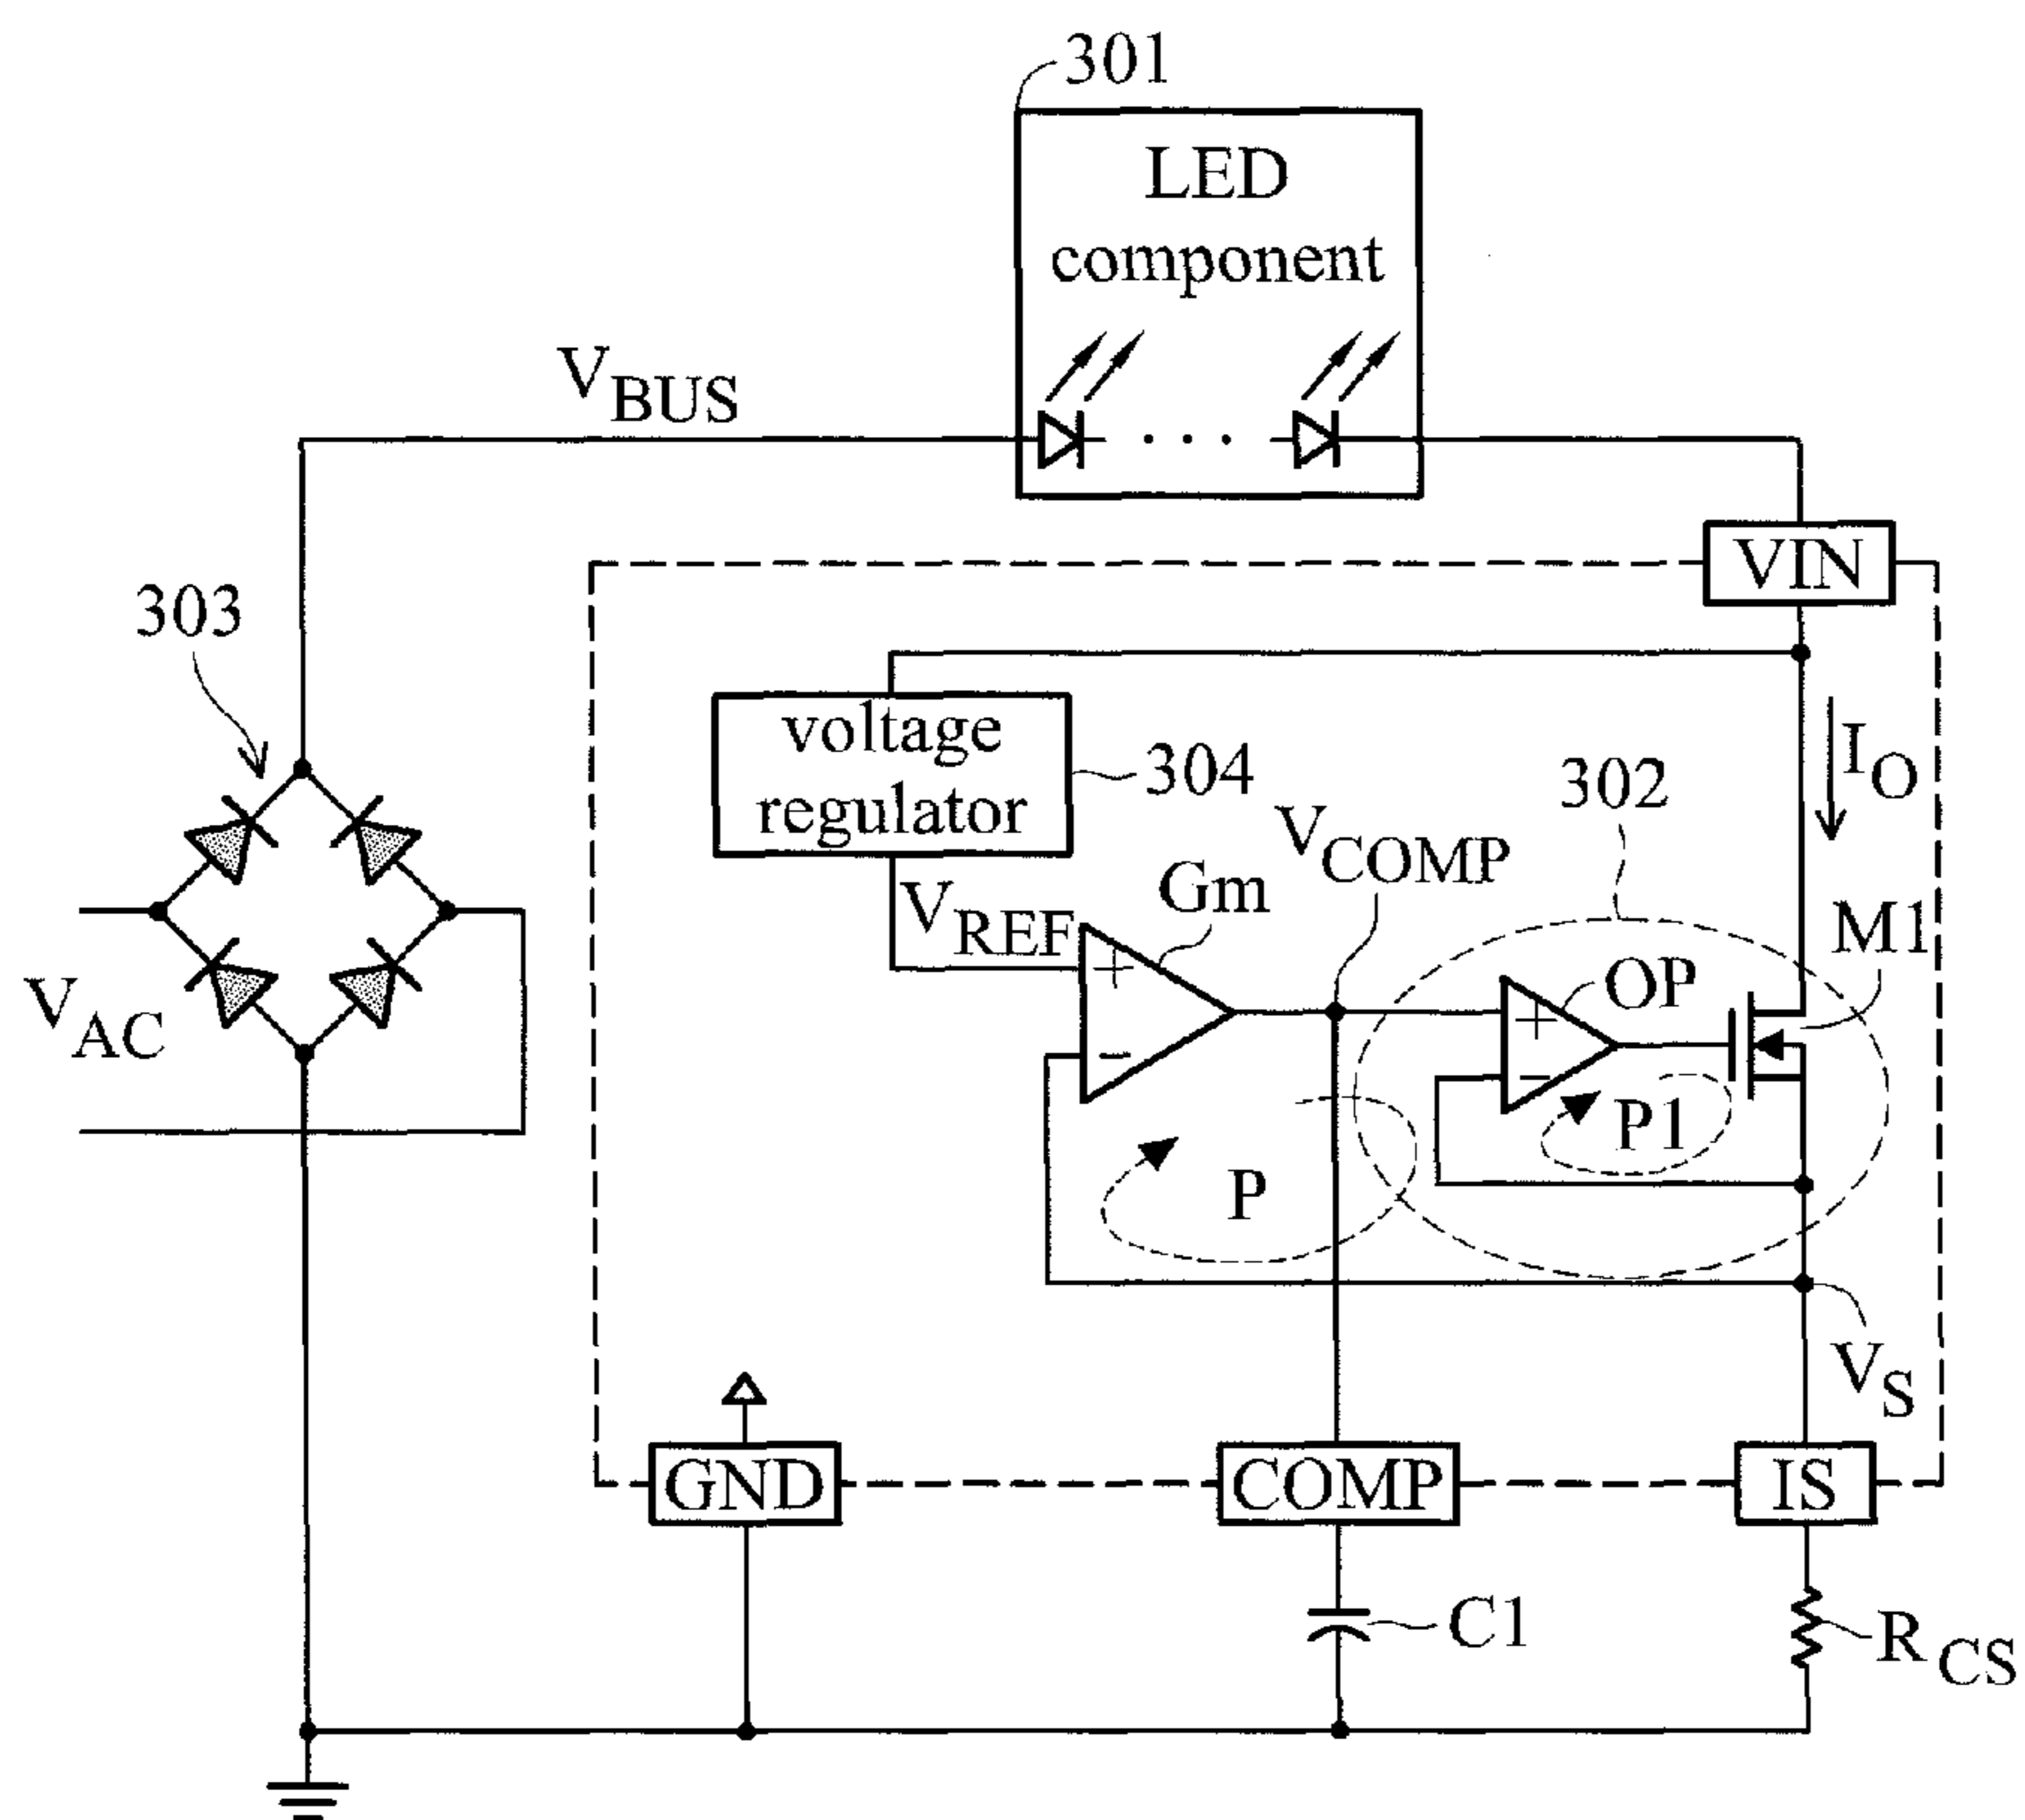 301
LED
component
VBUS
VIN
303
voltage
regulator
304
302
IO
VCOMP
VREF
Gm
M1
+
OP
+
VAC
−
−
P1
P
VS
GND
COMP
IS
C1
RCS